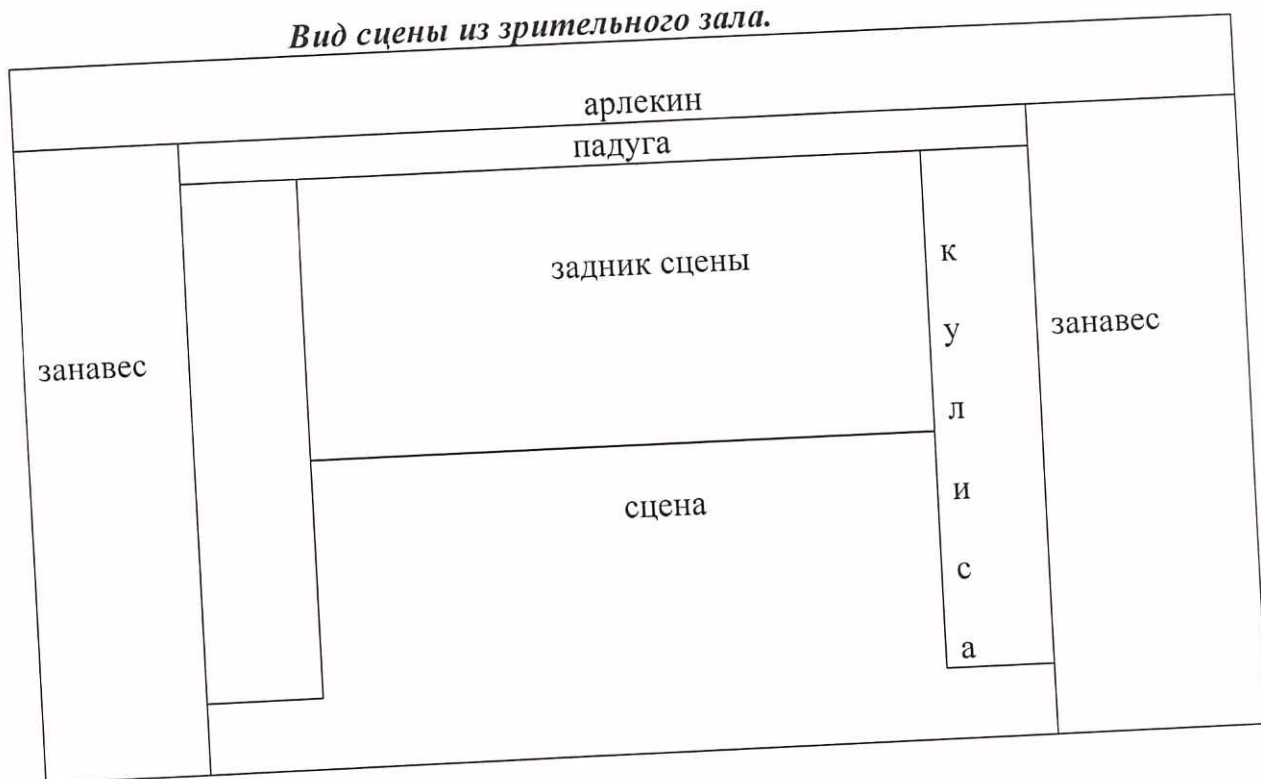 Вид сцены из зрительного зала.
арлекин
падуга
задник сцены
занавес
занавес
сцена
к
у
л
и
с
а